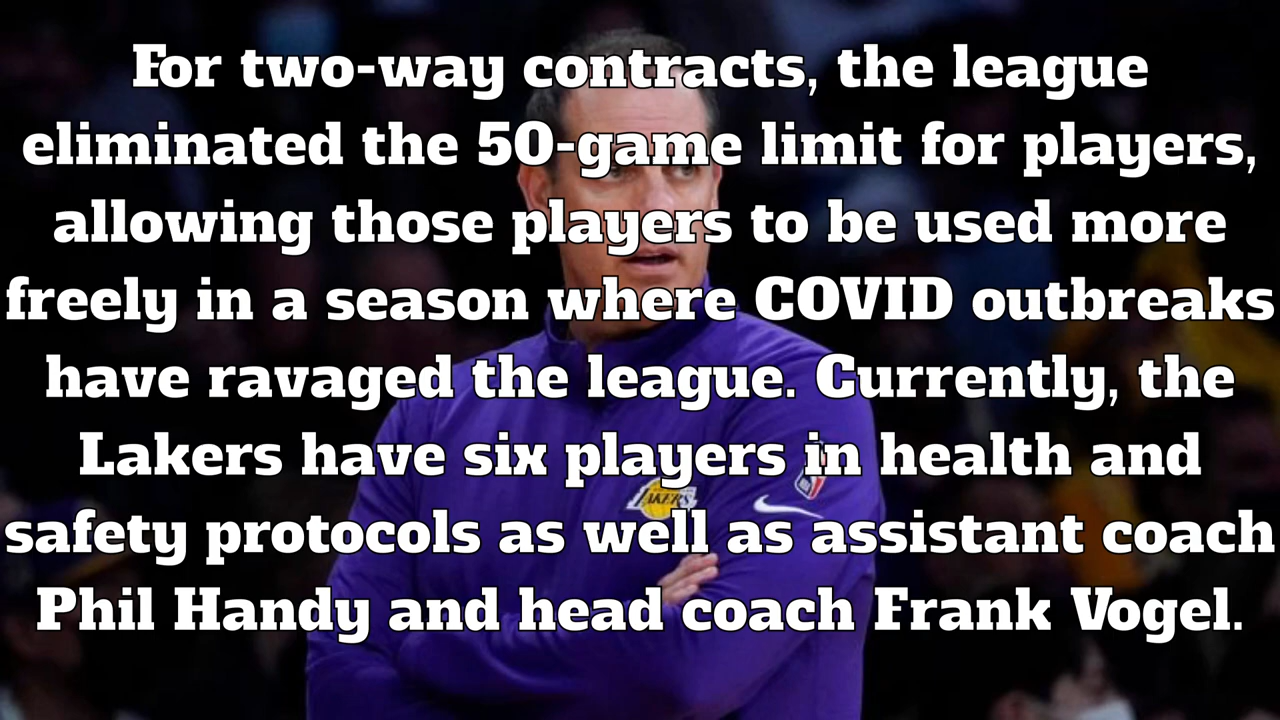 For two-way contracts, the league
eliminated the 50-game limit for players,
allowing those players to be used more
freely in a season where COVID outbreaks
have ravaged the league. Currently, the
Lakers have six players in health and
safety protocols as well as assistant coach
Phil Handy and head coach Frank Vogel.
LAKERS